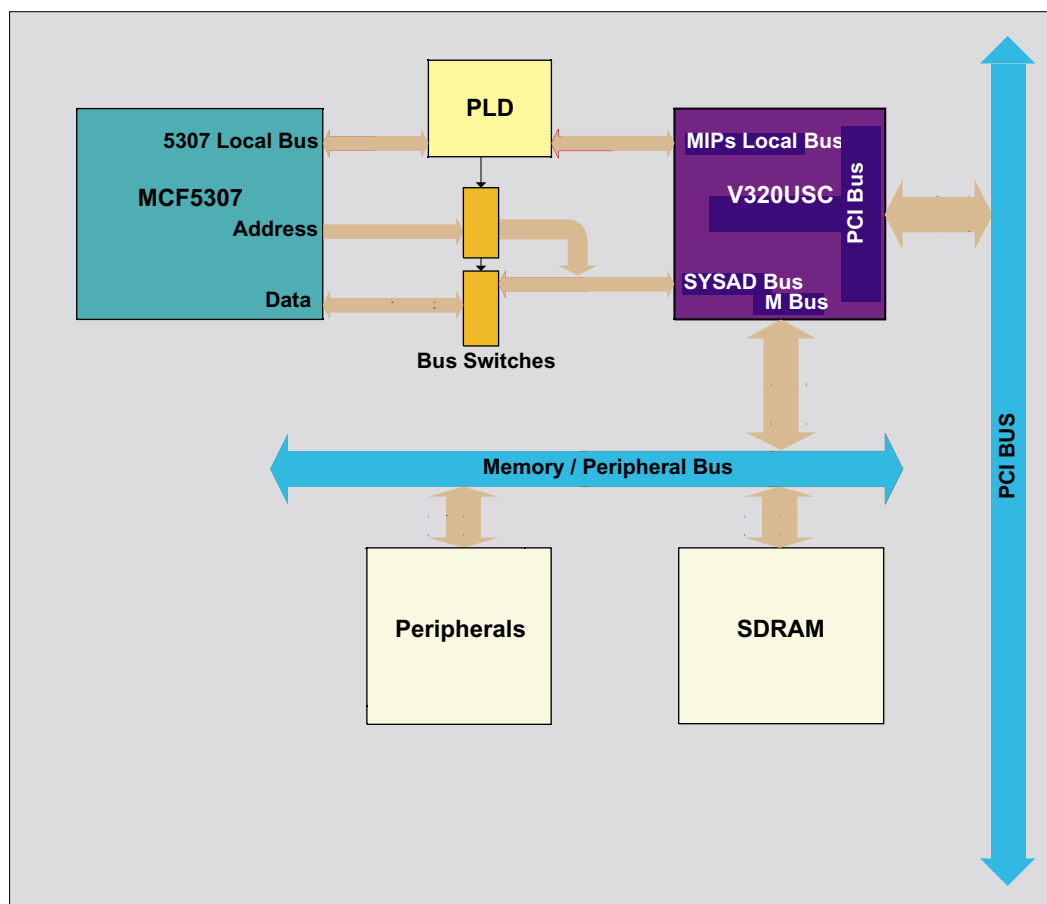 PLD
5307 Local Bus
MCF5307
Address
Data
Bus Switches
MIPs Local Bus
V320USC
PCI Bus
SYSAD Bus
M Bus
PCI BUS
Memory / Peripheral Bus
Peripherals
SDRAM